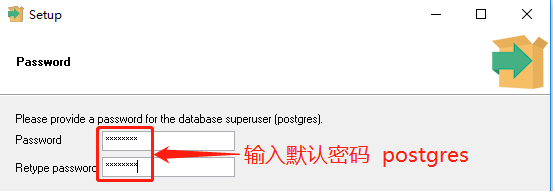 Setup
Password
Please provide a password for the database superuser (postgres).
Password ********
Retype password ********
输入默认密码 postgres